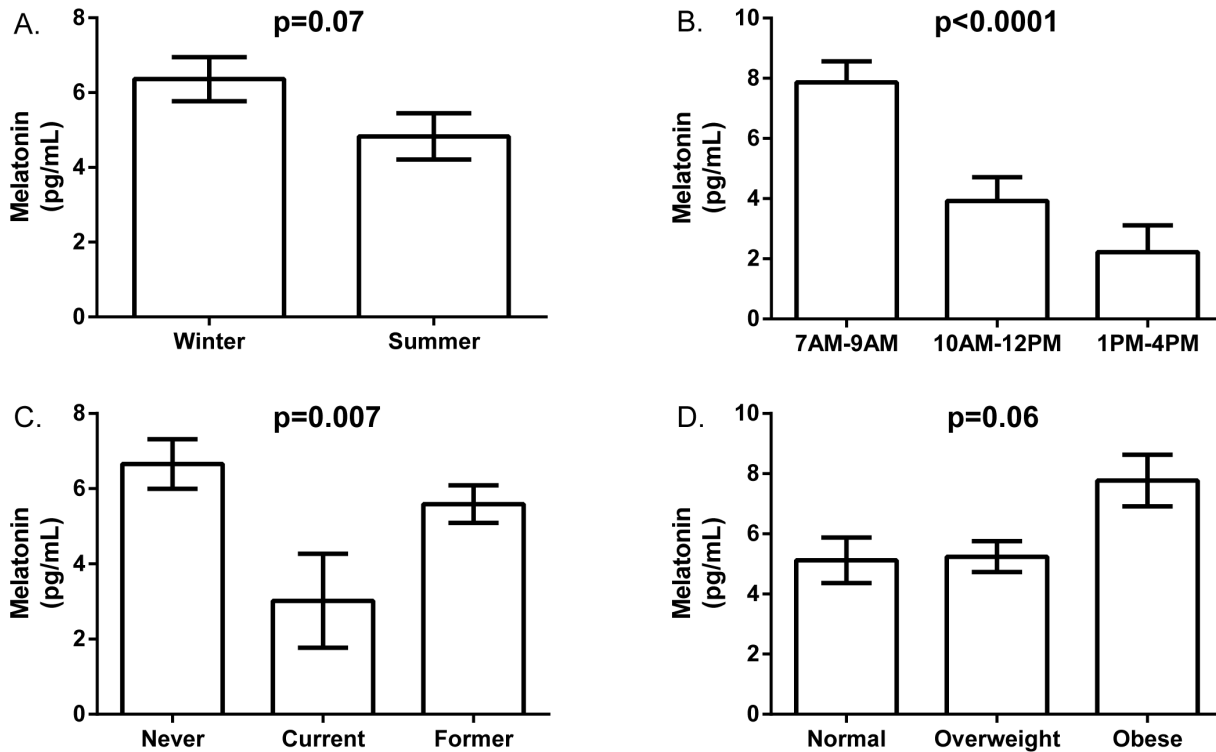 A.
p=0.07
Melatonin
(pg/mL)
8
6
4
2
0
Winter Summer
B.
p<0.0001
Melatonin
(pg/mL)
10
8
6
4
2
0
7AM-9AM 10AM-12PM 1PM-4PM
C.
p=0.007
Melatonin
(pg/mL)
8
6
4
2
0
Never Current Former
D.
p=0.06
Melatonin
(pg/mL)
10
8
6
4
2
0
Normal Overweight Obese